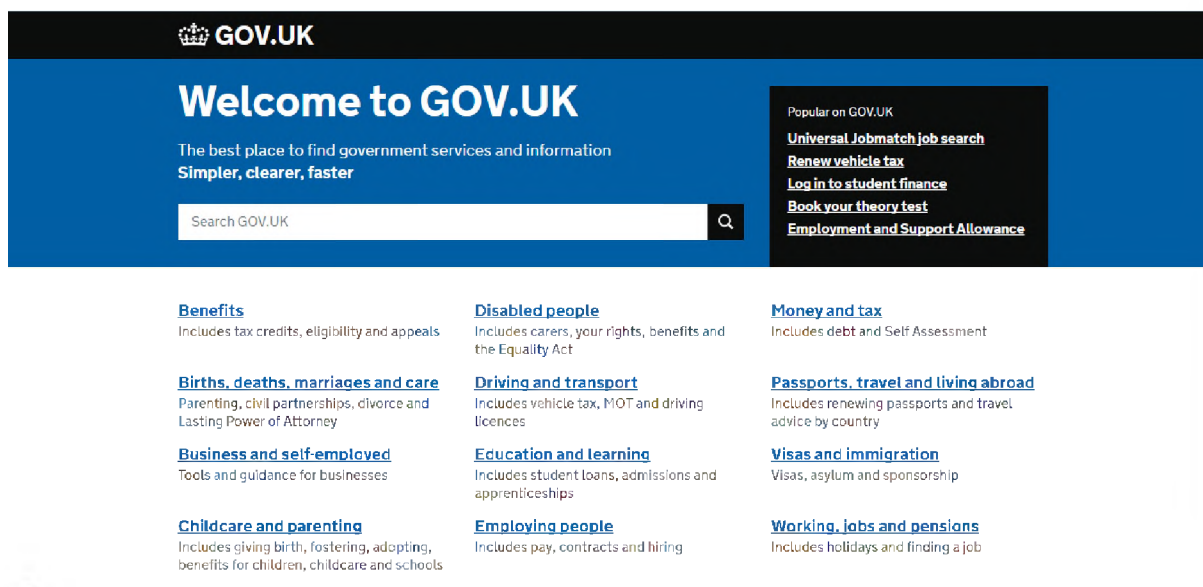 GOV.UK
Welcome to GOV.UK
The best place to find government services and information
Simpler, clearer, faster
Search GOV.UK
Popular on GOV.UK
Universal Jobmatch job search
Renew vehicle tax
Log in to student finance
Book your theory test
Employment and Support Allowance
Benefits
Includes tax credits, eligibility and appeals
Births, deaths, marriages and care
Parenting, civil partnerships, divorce and
Lasting Power of Attorney
Business and self-employed
Tools and guidance for businesses
Childcare and parenting
Includes giving birth, fostering, adopting,
benefits for children, childcare and schools
Disabled people
Includes carers, your rights, benefits and
the Equality Act
Driving and transport
Includes vehicle tax, MOT and driving
licences
Education and learning
Includes student loans, admissions and
apprenticeships
Employing people
Includes pay, contracts and hiring
Money and tax
Includes debt and Self Assessment
Passports, travel and living abroad
Includes renewing passports and travel
advice by country
Visas and immigration
Visas, asylum and sponsorship
Working, jobs and pensions
Includes holidays and finding a job